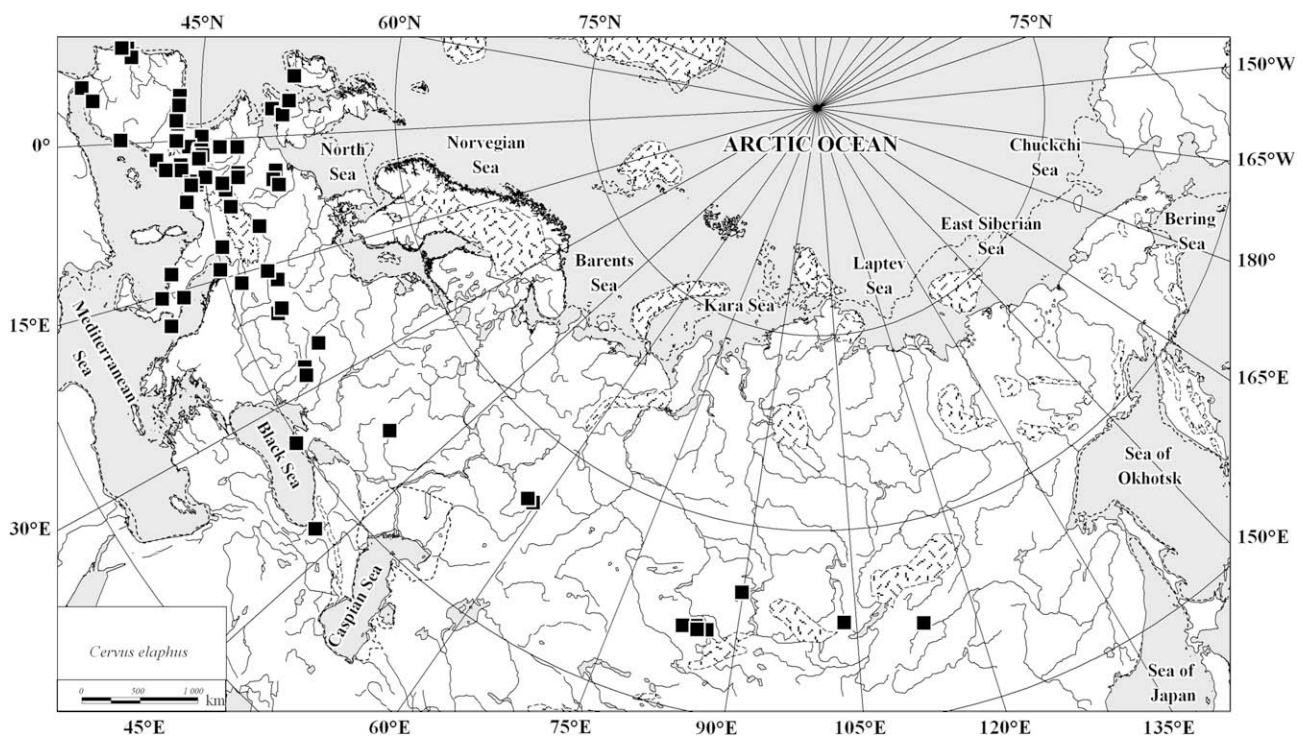 45°N 60°N 75°N 75°N
150°W
0°
North
Sea
Norvegian
Sea
ARCTIC OCEAN
Chuckchi
Sea
165°W
East Siberian
Sea
Bering
Sea
180°
Barents
Sea
Kara Sea
Laptev
Sea
15°E
Mediterranean
Sea
165°E
Black Sea
Sea of
Okhotsk
30°E
150°E
Caspian Sea
Cervus elaphus
0 500 1 000
km
Sea of
Japan
45°E 60°E 75°E 90°E 105°E 120°E 135°E